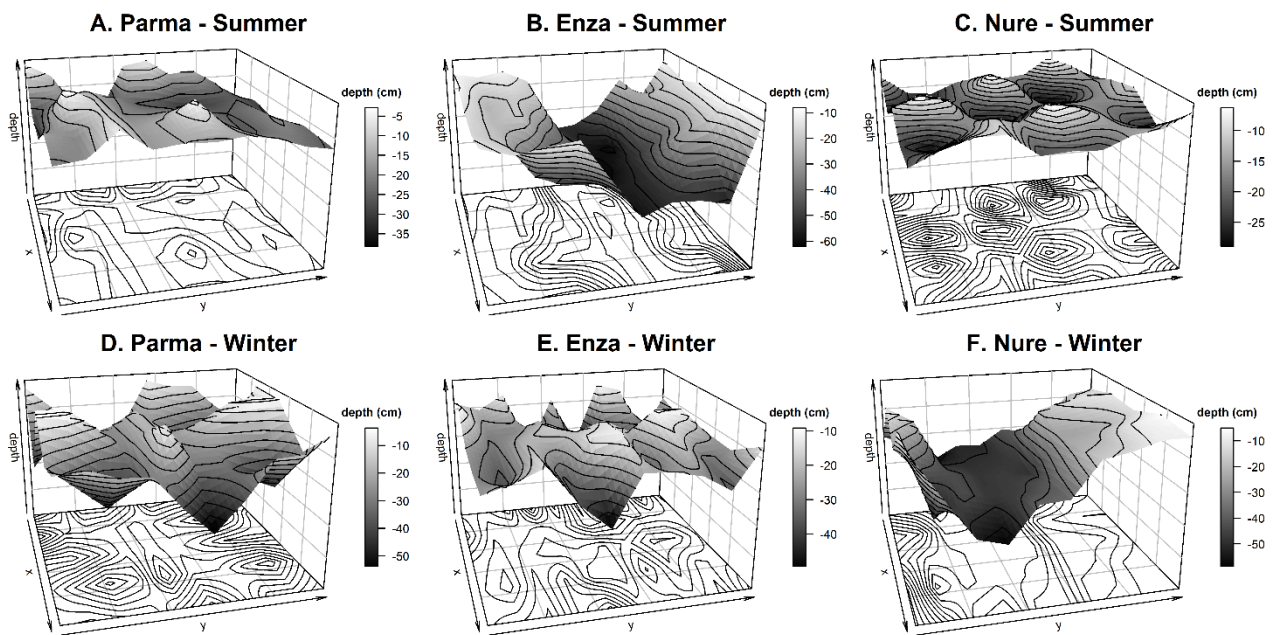 A. Parma - Summer
B. Enza - Summer
C. Nure - Summer
depth
x
y
depth (cm)
-5
-10
-15
-20
-25
-30
-35
depth
x
y
depth (cm)
-10
-20
-30
-40
-50
-60
depth
x
y
depth (cm)
-10
-15
-20
-25
D. Parma - Winter
E. Enza - Winter
F. Nure - Winter
depth
x
y
depth (cm)
-10
-20
-30
-40
-50
depth
x
y
depth (cm)
-10
-20
-30
-40
depth
x
y
depth (cm)
-10
-20
-30
-40
-50